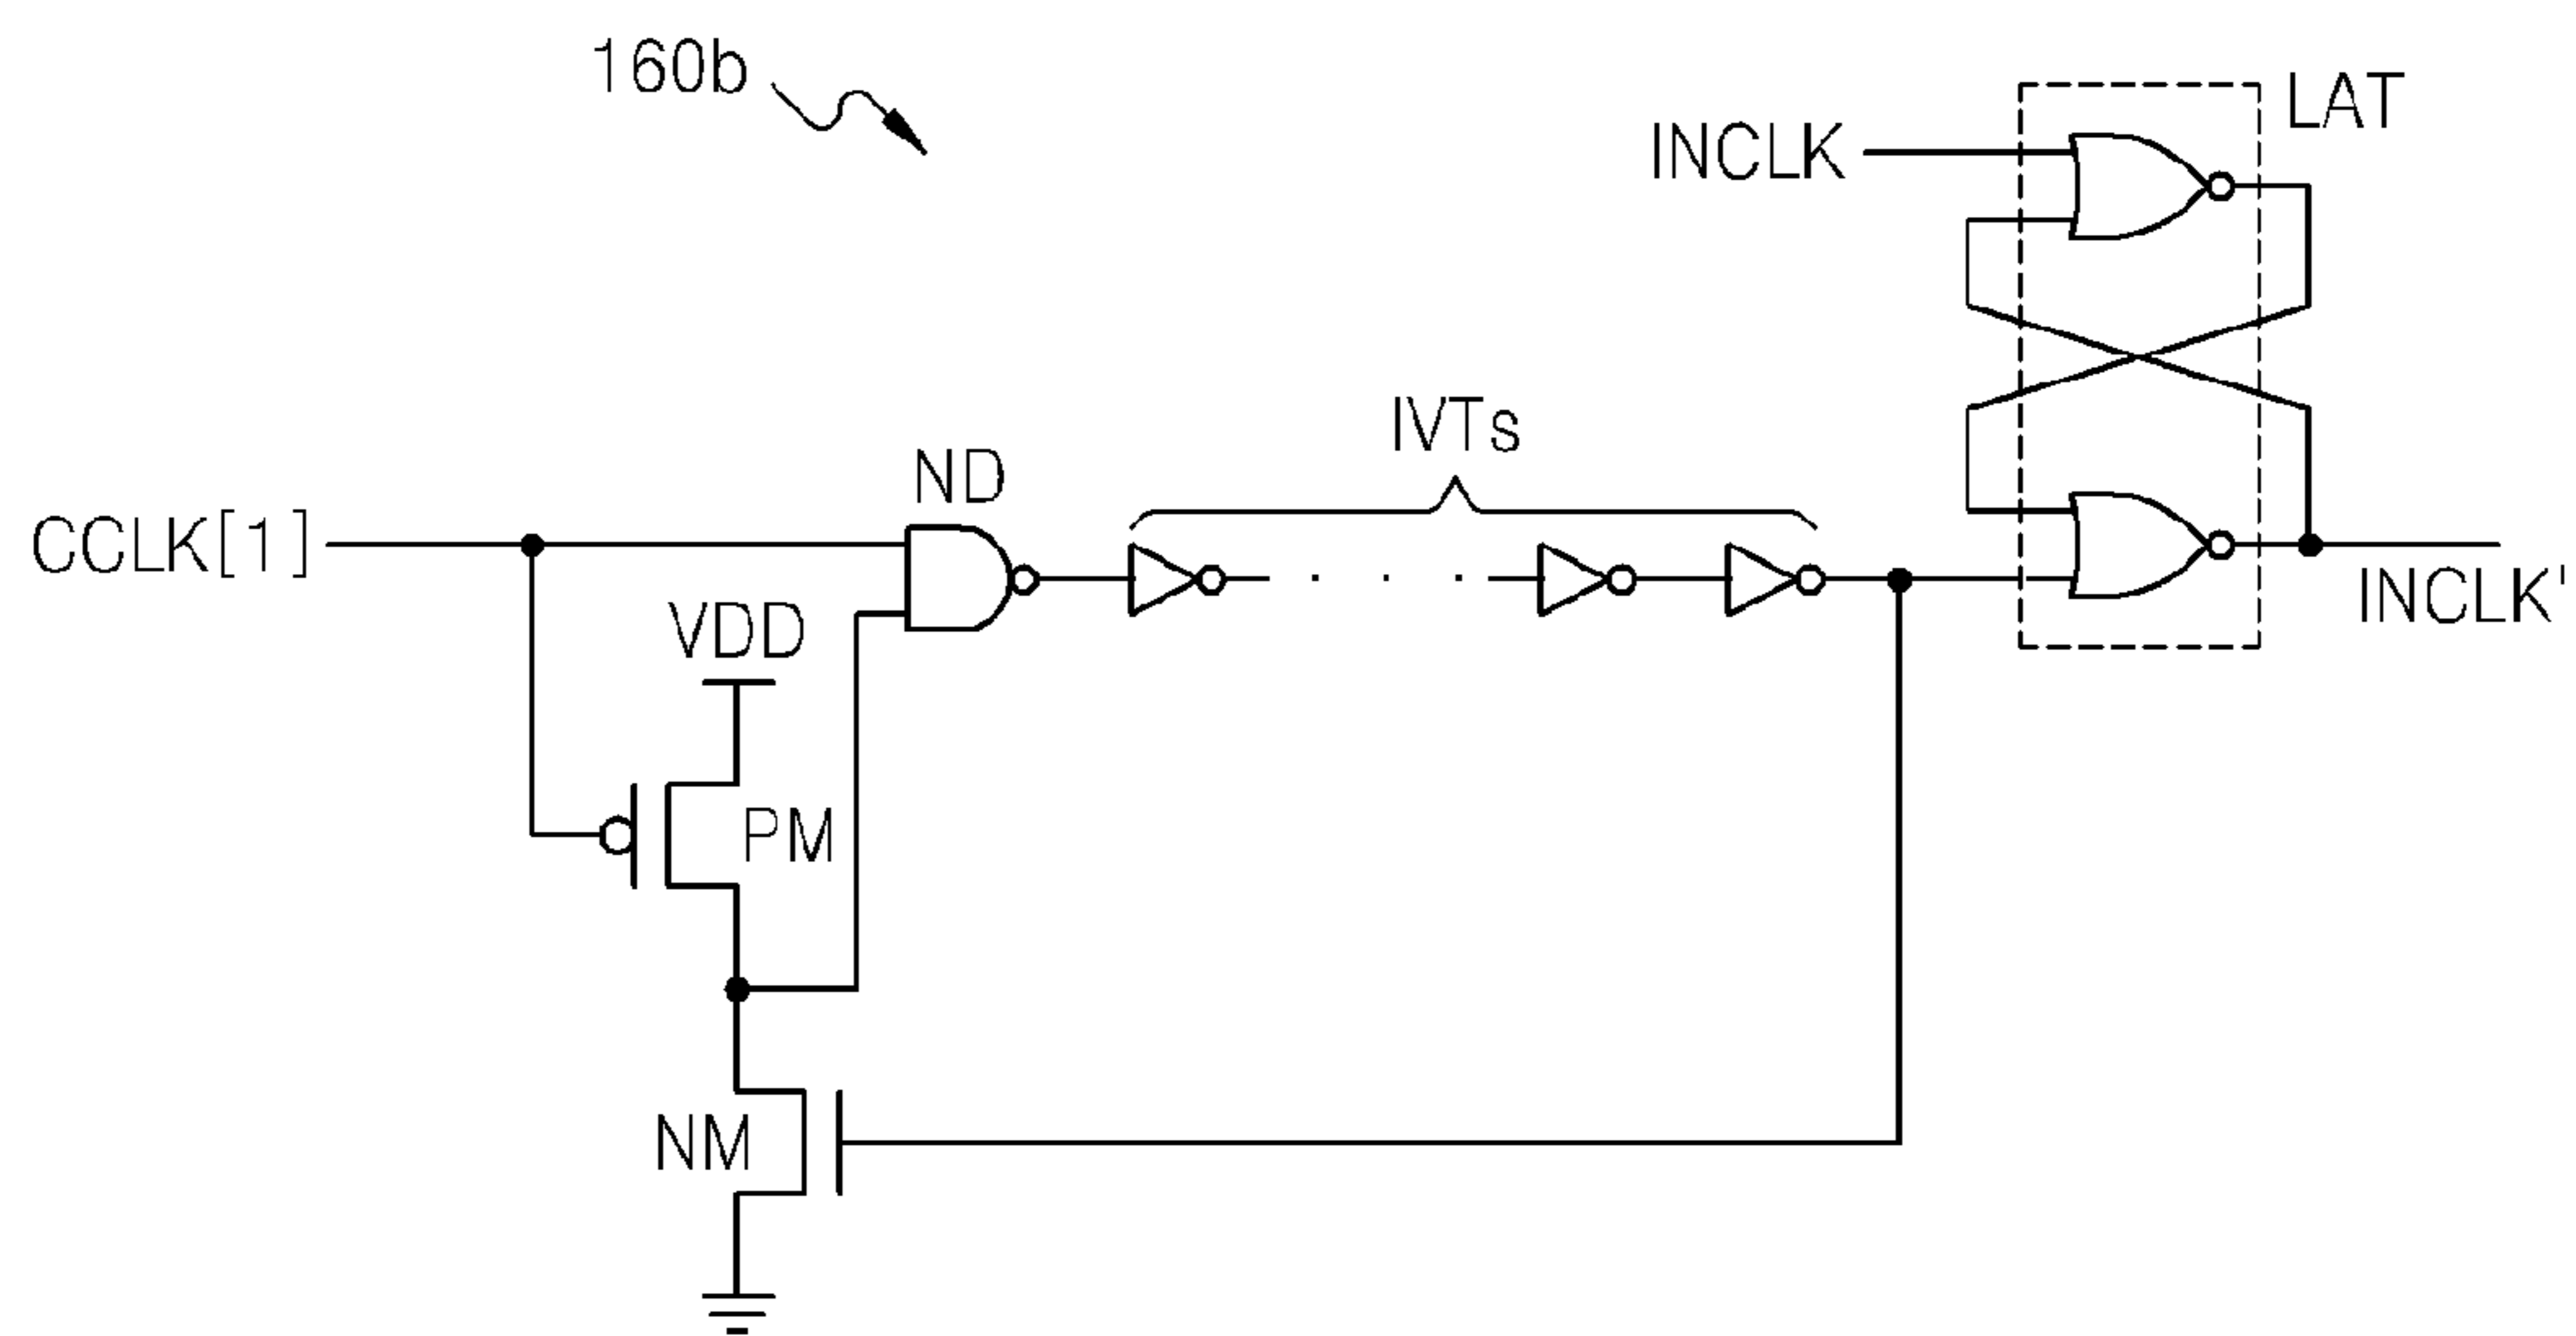 160b
LAT
INCLK
IVTs
ND
CCLK[1]
INCLK'
VDD
PM
NM